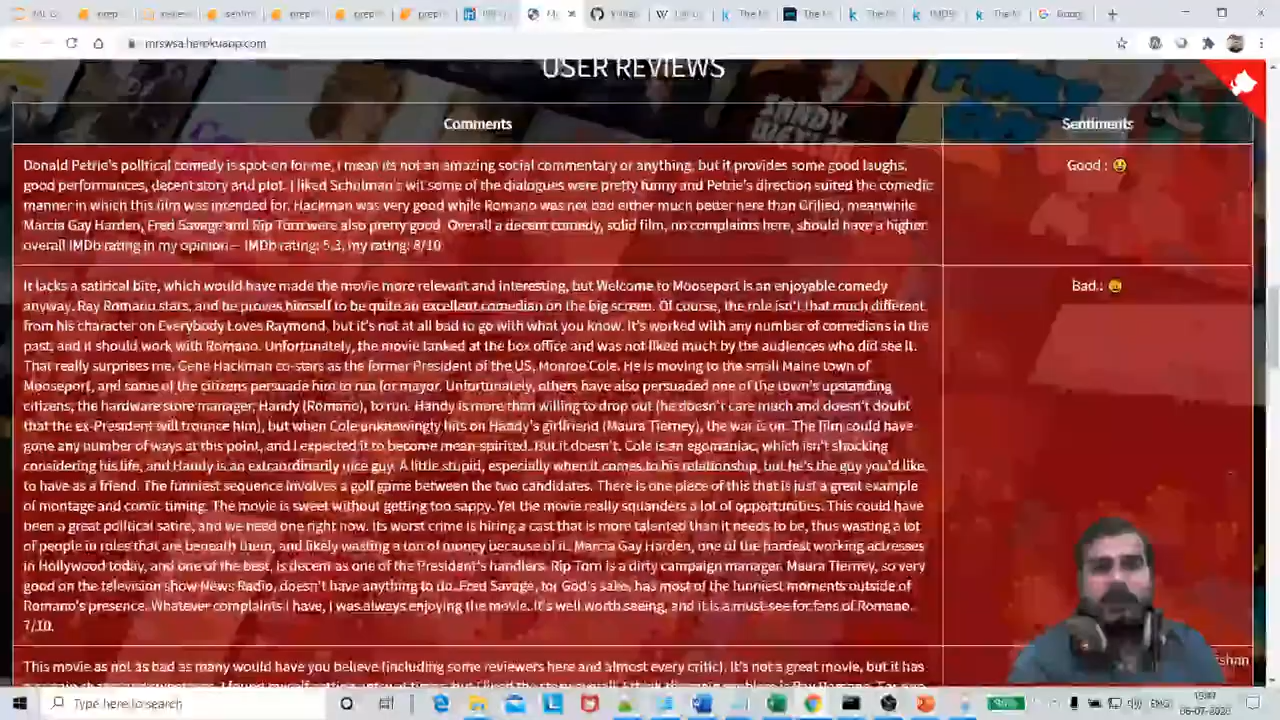 mrswsa.herokuapp.com
USER REVIEWS
Comments
Sentiments
Donald Petrie's political comedy is spot-on for me, I mean its not an amazing social commentary or anything, but it provides some good laughs,
good performances, decent story and plot. I liked Schulman's wit some of the dialogues were pretty funny and Petrie's direction suited the comedic
manner in which this film was intended for. Hackman was very good while Romano was not bad either much better here than Grilled, meanwhile
Marcia Gay Harden, Fred Savage and Rip Torn were also pretty good. Overall a decent comedy, solid film, no complaints here, should have a higher
overall IMDb rating in my opinion— IMDb rating: 5.3, my rating: 8/10
Good :
It lacks a satirical bite, which would have made the movie more relevant and interesting, but Welcome to Mooseport is an enjoyable comedy
anyway. Ray Romano stars, and he proves himself to be quite an excellent comedian on the big screen. Of course, the role isn't that much different
from his character on Everybody Loves Raymond, but it's not at all bad to go with what you know. It's worked with any number of comedians in the
past, and it should work with Romano. Unfortunately, the movie tanked at the box office and was not liked much by the audiences who did see it.
That really surprises me. Gene Hackman co-stars as the former President of the US, Monroe Cole. He is moving to the small Maine town of
Mooseport, and some of the citizens persuade him to run for mayor. Unfortunately, others have also persuaded one of the town's upstanding
citizens, the hardware store manager, Handy (Romano), to run. Handy is more than willing to drop out (he doesn't care much and doesn't doubt
that the ex-President will trounce him), but when Cole unknowingly hits on Handy's girlfriend (Maura Tierney), the war is on. The film could have
gone any number of ways at this point, and I expected it to become mean-spirited. But it doesn't. Cole is an egomaniac, which isn't shocking
considering his life, and Handy is an extraordinarily nice guy. A little stupid, especially when it comes to his relationship, but he's the guy you'd like
to have as a friend. The funniest sequence involves a golf game between the two candidates. There is one piece of this that is just a great example
of montage and comic timing. The movie is sweet without getting too sappy. Yet the movie really squanders a lot of opportunities. This could have
been a great political satire, and we need one right now. Its worst crime is hiring a cast that is more talented than it needs to be, thus wasting a lot
of people in roles that are beneath them, and likely wasting a ton of money because of it. Marcia Gay Harden, one of the hardest working actresses
in Hollywood today, and one of the best, is decent as one of the President's handlers. Rip Torn is a dirty campaign manager. Maura Tierney, so very
good on the television show News Radio, doesn't have anything to do. Fred Savage, for God's sake, has most of the funniest moments outside of
Romano's presence. Whatever complaints I have, I was always enjoying the movie. It's well worth seeing, and it is a must-see for fans of Romano.
7/10.
Bad :
This movie as not as bad as many would have you believe (including some reviewers here and almost every critic). It's not a great movie, but it has
Type here to search
ENG
06-07-2020